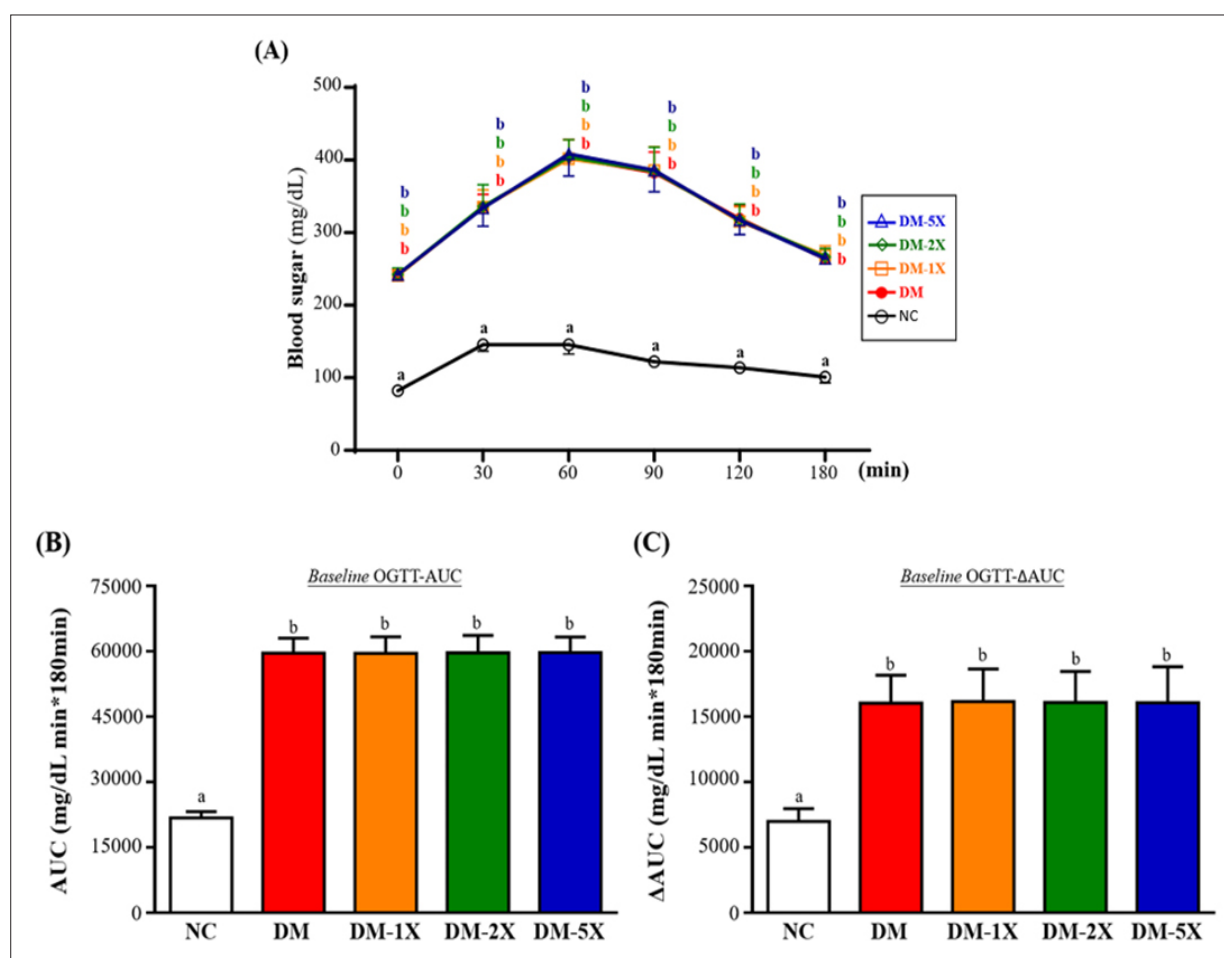 (A)
500
400
300
200
100
0
Blood sugar (mg/dL)
b b b b b b
b b b b b b
b b b b b b
b b b b b b
a a a a a a
0 30 60 90 120 180 (min)
DM-5X
DM-2X
DM-1X
DM
NC
(B)
Baseline OGTT-AUC
75000
60000
45000
30000
15000
0
AUC (mg/dL min*180min)
a b b b b
NC DM DM-1X DM-2X DM-5X
(C)
Baseline OGTT-ΔAUC
25000
20000
15000
10000
5000
0
ΔAUC (mg/dL min*180min)
a b b b b
NC DM DM-1X DM-2X DM-5X